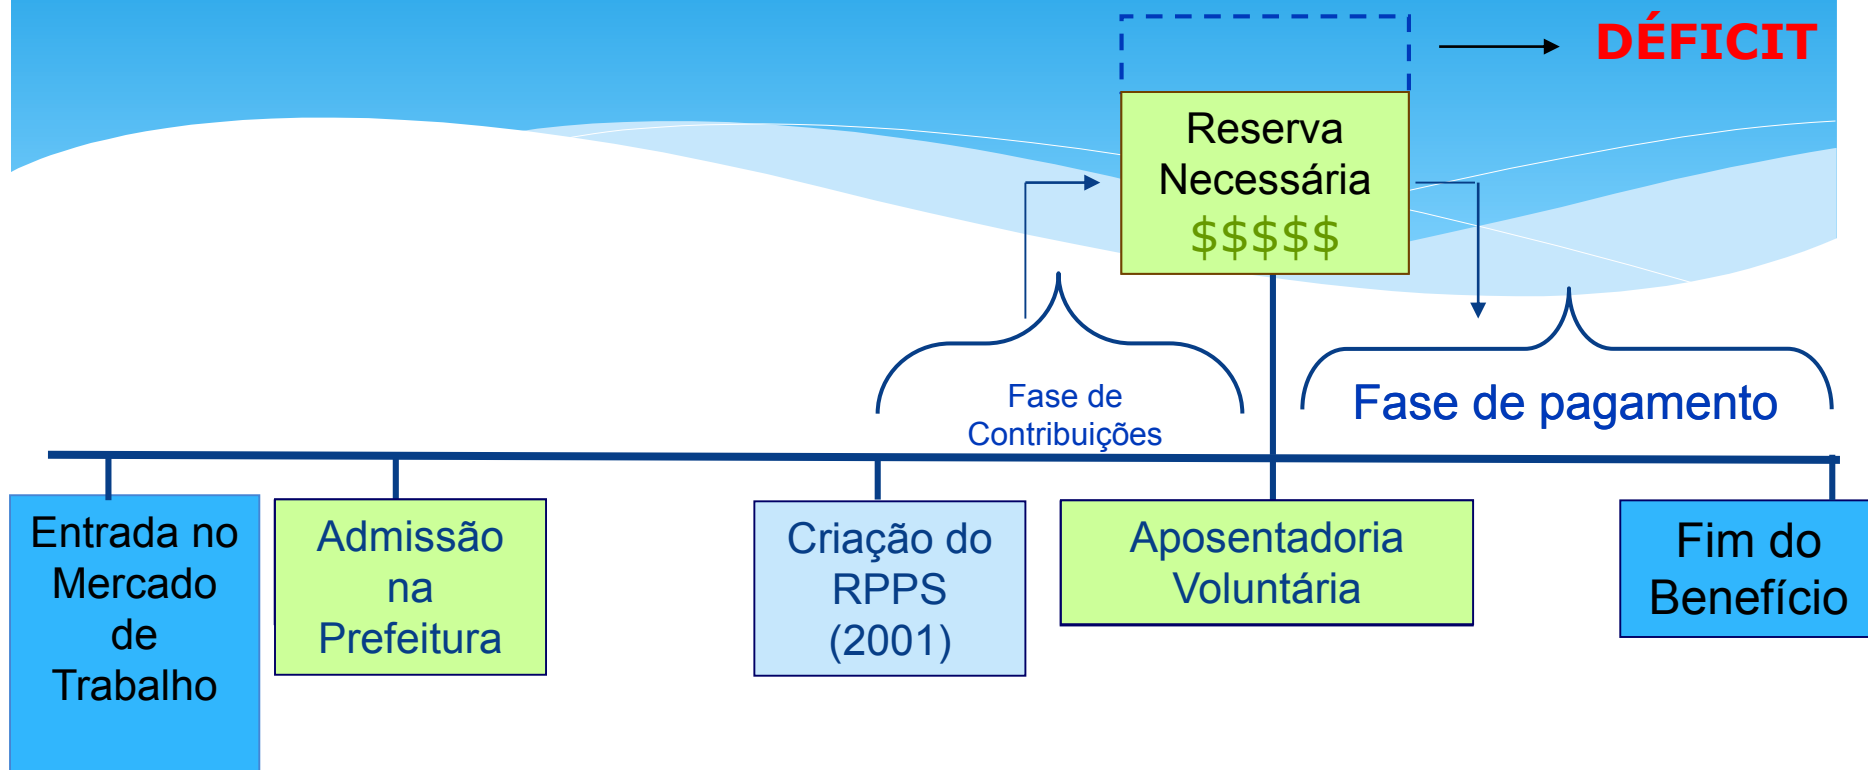 DÉFICIT
Reserva
Necessária
$$$$$
Fase de
Contribuições
Fase de pagamento
Entrada no
Mercado
de
Trabalho
Admissão
na
Prefeitura
Criação do
RPPS
(2001)
Aposentadoria
Voluntária
Fim do
Benefício